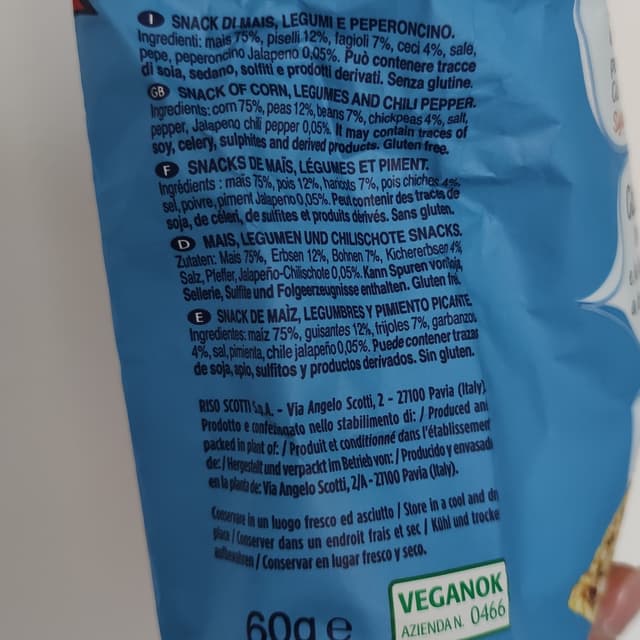 I SNACK DI MAIS, LEGUMI E PEPERONCINO.
Ingredienti: mais 75%, piselli 12%, fagioli 7%, ceci 4%, sale,
pepe, peperoncino Jalapeno 0,05%. Può contenere tracce
di soia, sedano, solfiti e prodotti derivati. Senza glutine.
GB SNACK OF CORN, LEGUMES AND CHILI PEPPER.
Ingredients: corn 75%, peas 12%, beans 7%, chickpeas 4%, salt,
pepper, Jalapeno chili pepper 0,05%. It may contain traces of
soy, celery, sulphites and derived products. Gluten free.
F SNACKS DE MAÏS, LÉGUMES ET PIMENT.
Ingrédients : maïs 75%, pois 12%, haricots 7%, pois chiches 4%,
sel, poivre, piment Jalapeno 0,05%. Peut contenir des traces de
soja, de céleri, de sulfites et produits dérivés. Sans gluten.
D MAIS, LEGUMEN UND CHILISCHOTE SNACKS.
Zutaten: Mais 75%, Erbsen 12%, Bohnen 7%, Kichererbsen 4%
Salz, Pfeffer, Jalapeño-Chilischote 0,05%. Kann Spuren von
Sellerie, Sulfite und Folgeerzeugnisse enthalten. Gluten
E SNACK DE MAÍZ, LEGUMBRES Y PIMIENTO PICANTE.
Ingredientes: maíz 75%, guisantes 12%, frijoles 7%, garbanzo
4%, sal, pimienta, chile jalapeño 0,05%. Puede contener trazas
de soja, apio, sulfitos y productos derivados. Sin gluten.
RISO SCOTTI S.p.A. - Via Angelo Scotti, 2 - 27100 Pavia (Italy)
Prodotto e confezionato nello stabilimento di: / Produced and
packed in plant of: / Produit et conditionné dans l'établissement
de: / Hergestellt und verpackt im Betrieb von: / Producido y envasado
en la planta de: Via Angelo Scotti, 2/A - 27100 Pavia (Italy).
Conservare in un luogo fresco ed asciutto / Store in a cool and dry
place / Conserver dans un endroit frais et sec / Kühl und trocken
aufbewahren / Conservar en lugar fresco y seco.
60g e
VEGANOK
AZIENDA N. 0466